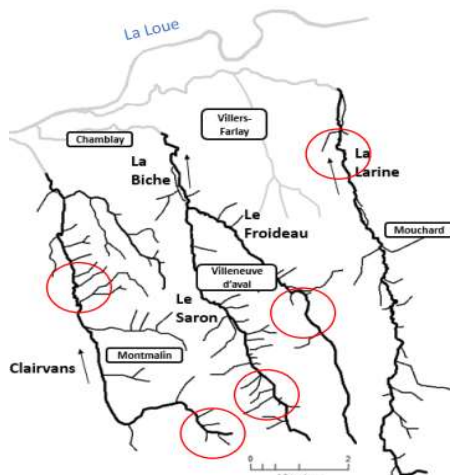 La Loue
Chamblay
Villers-
Farlay
La
Biche
La
Larine
Le
Froideau
Mouchard
Villeneuve
d'aval
Le
Saron
Montmalin
Clairvans
0
2